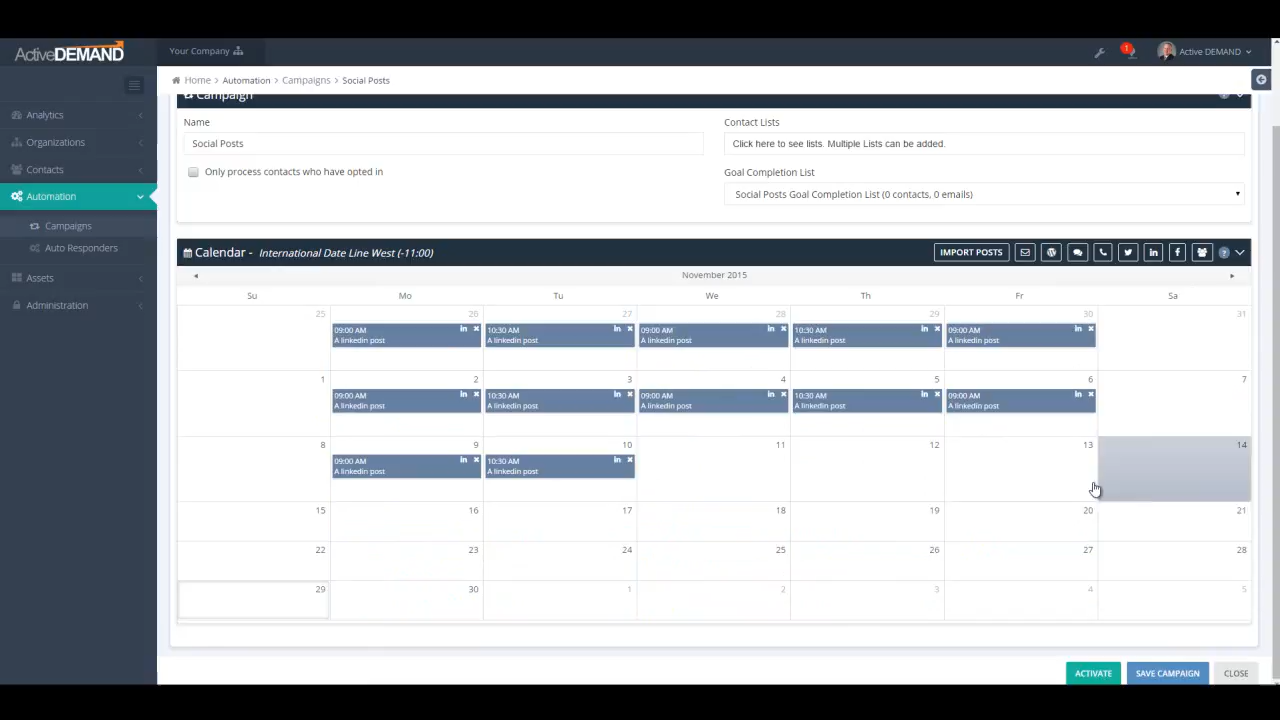 ActiveDEMAND
Your Company
1
Active DEMAND
Home > Automation > Campaigns > Social Posts
Analytics
Organizations
Contacts
Automation
Campaigns
Auto Responders
Assets
Administration
Campaign
Name
Contact Lists
Social Posts
Click here to see lists. Multiple Lists can be added.
Only process contacts who have opted in
Goal Completion List
Social Posts Goal Completion List (0 contacts, 0 emails)
Calendar - International Date Line West (-11:00)
IMPORT POSTS
November 2015
Su Mo Tu We Th Fr Sa
25 26 27 28 29 30 31
09:00 AM 10:30 AM 09:00 AM 10:30 AM 09:00 AM
A linkedin post A linkedin post A linkedin post A linkedin post A linkedin post
1 2 3 4 5 6 7
09:00 AM 10:30 AM 09:00 AM 10:30 AM 09:00 AM
A linkedin post A linkedin post A linkedin post A linkedin post A linkedin post
8 9 10 11 12 13 14
09:00 AM 10:30 AM
A linkedin post A linkedin post
15 16 17 18 19 20 21
22 23 24 25 26 27 28
29 30 1 2 3 4 5
ACTIVATE
SAVE CAMPAIGN
CLOSE